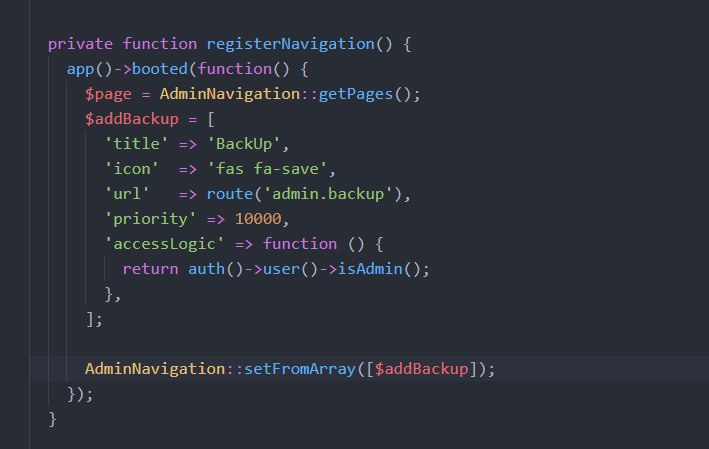 private function registerNavigation() {
  app()->booted(function() {
    $page = AdminNavigation::getPages();
    $addBackup = [
      'title' => 'BackUp',
      'icon'  => 'fas fa-save',
      'url'   => route('admin.backup'),
      'priority' => 10000,
      'accessLogic' => function () {
        return auth()->user()->isAdmin();
      },
    ];

    AdminNavigation::setFromArray([$addBackup]);
  });
}